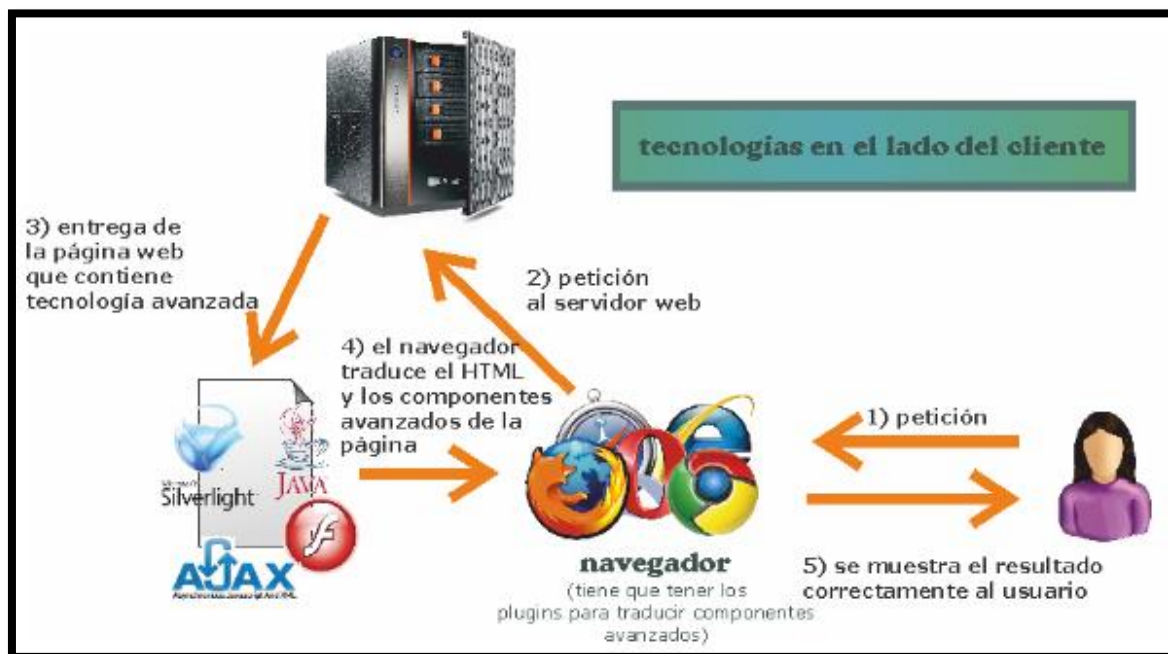 tecnologías en el lado del cliente
3) entrega de
la página web
que contiene
tecnología avanzada
2) petición
al servidor web
4) el navegador
traduce el HTML
y los componentes
avanzados de la
página
1) petición
Microsoft
Silverlight
JAVA
AJAX
navegador
(tiene que tener los
plugins para traducir componentes
avanzados)
5) se muestra el resultado
correctamente al usuario